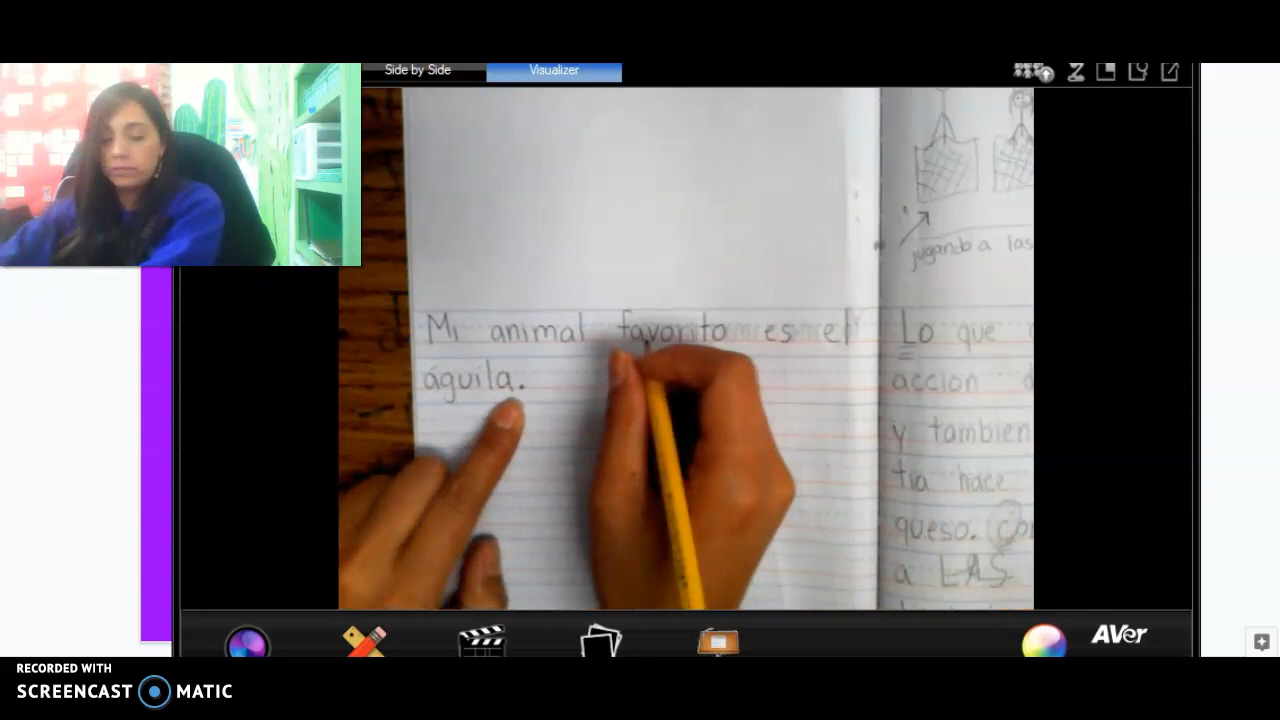 Side by Side
Visualizer
jugando a las
Mi animal favorito es el
águila.
Lo que
accion
y tambien
tia hace
queso. Con
a LAS
AVer
RECORDED WITH
SCREENCAST MATIC